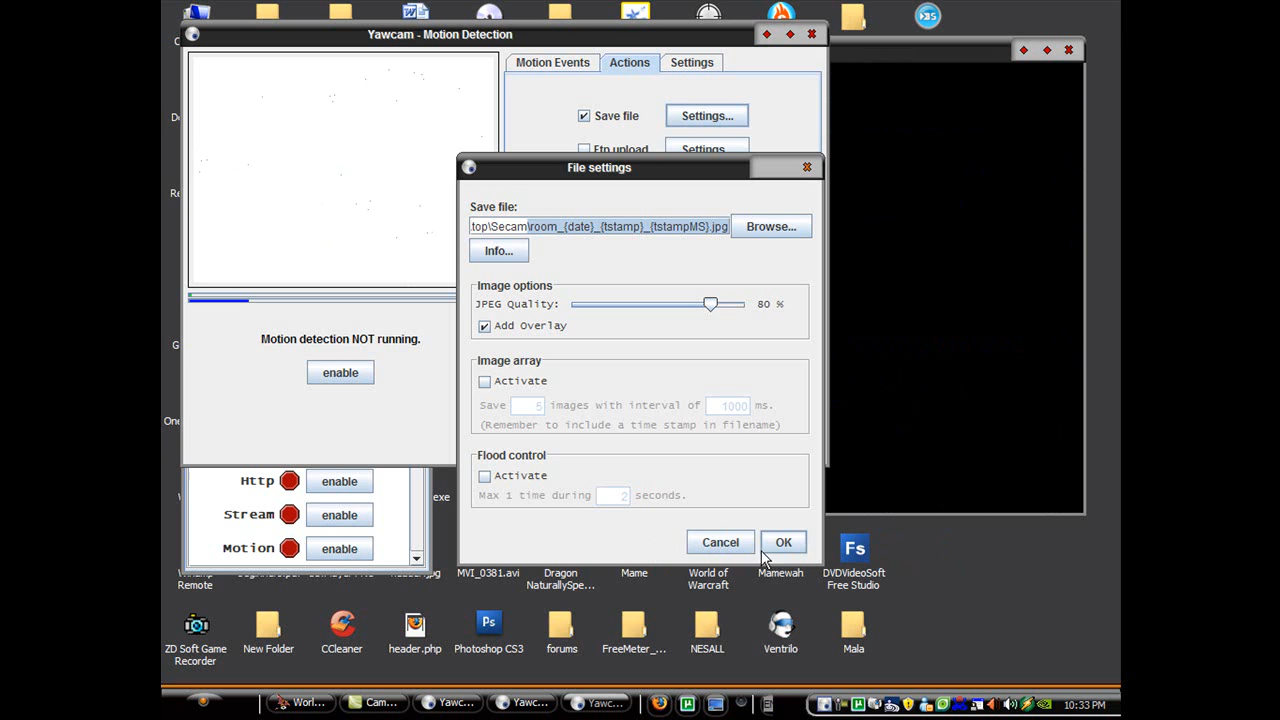 Yawcam - Motion Detection
Motion Events
Actions
Settings
Save file
Settings...
Ftp upload
Settings
File settings
Save file:
top\Secam\room_{date}_{tstamp}_{tstampMS}.jpg
Browse...
Info...
Image options
JPEG Quality:
80 %
Add Overlay
Motion detection NOT running.
enable
Image array
Activate
Save 5 images with interval of 1000 ms.
(Remember to include a time stamp in filename)
Flood control
Activate
Max 1 time during 2 seconds.
Cancel
OK
Http
enable
Stream
enable
Motion
enable
exe
Remote
MVI_0381.avi
Dragon
NaturallySpe...
Mame
World of
Warcraft
Mamewah
Fs
DVDVideoSoft
Free Studio
ZD Soft Game
Recorder
New Folder
CCleaner
header.php
Ps
Photoshop CS3
forums
FreeMeter_...
NESALL
Ventrilo
Mala
Worl...
Cam...
Yawc...
Yawc...
Yawc...
10:33 PM